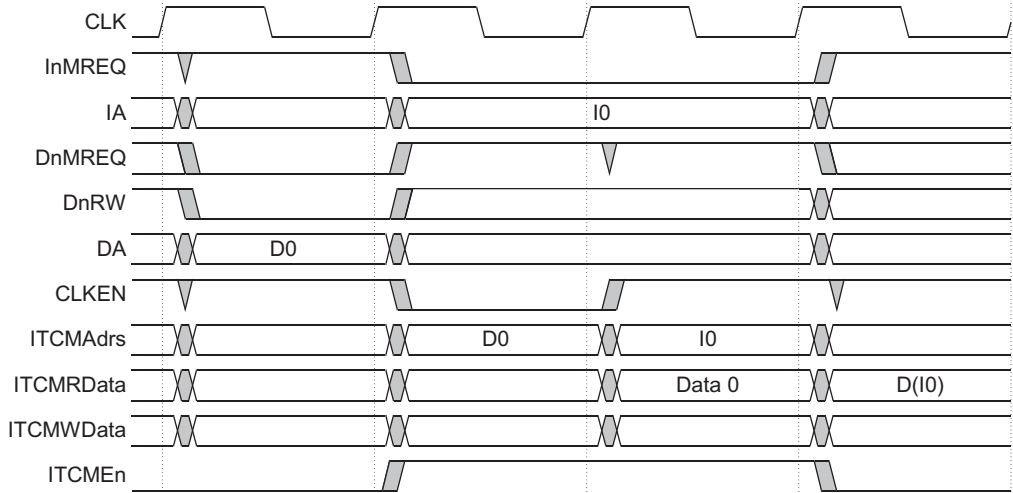 CLK
InMREQ
IA I0
DnMREQ
DnRW
DA D0
CLKEN
ITCMAdrs D0 I0
ITCMRData Data 0 D(I0)
ITCMWData
ITCMEn